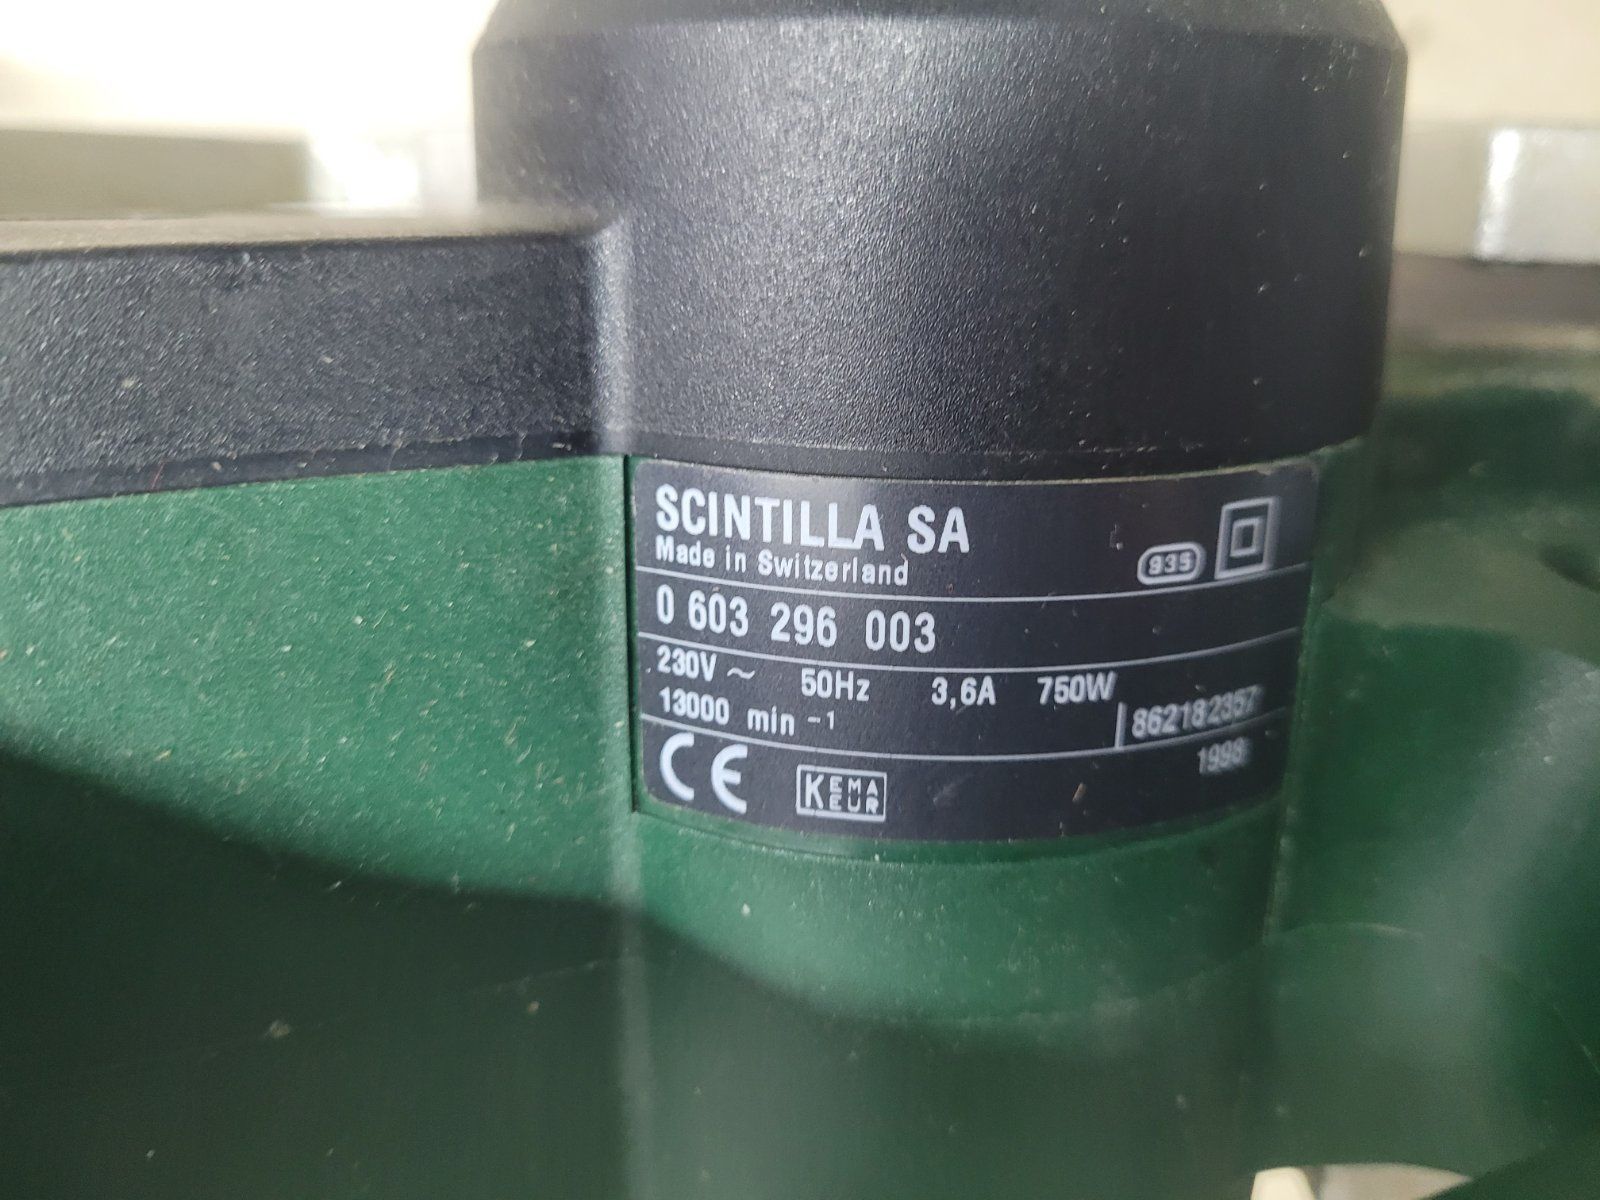 SCINTILLA SA
Made in Switzerland
935
0 603 296 003
230V ~ 50Hz 3,6A 750W
13000 min -1
862182357
1998
CE
KEMA
EUR